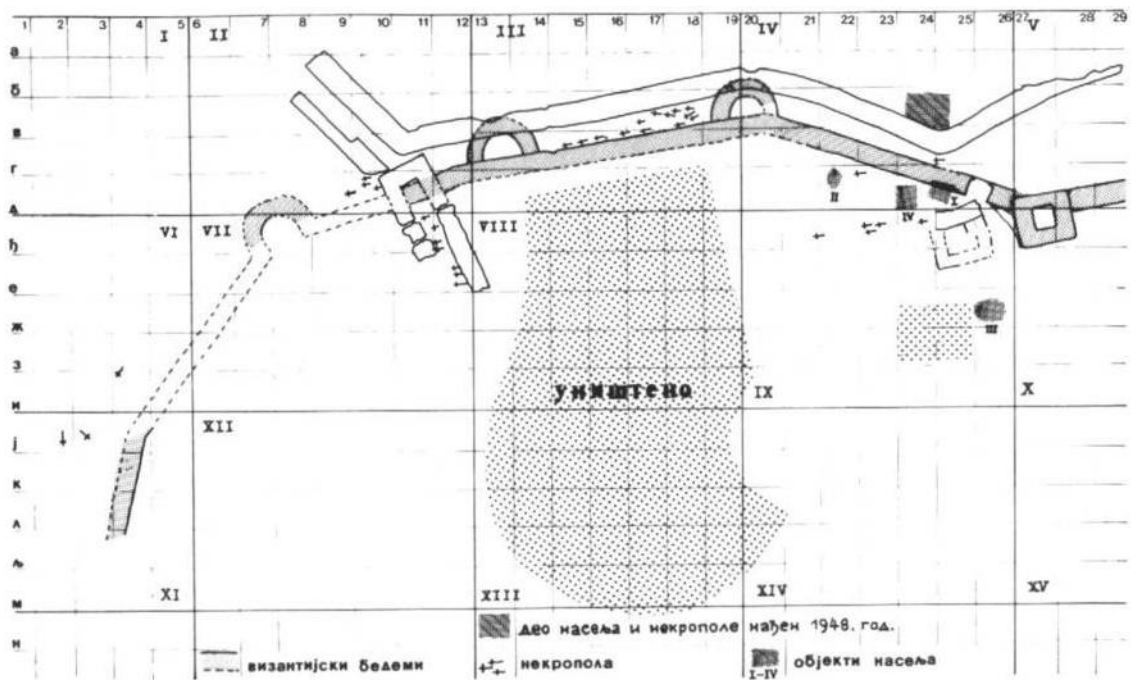 1 2 3 4 5 6 7 8 9 10 11 12 13 14 15 16 17 18 19 20 21 22 23 24 25 26 27 28 29
I II III IV V
а
б
в
г
II IV I
д
VI VII VIII
ђ
е
ж
III
з
уништено IX X
и
XII
ј
к
л
љ
XI XIII XIV XV
м
део насеља и некрополе нађен 1948. год.
н
византијски бедеми некропола објекти насеља
I–IV